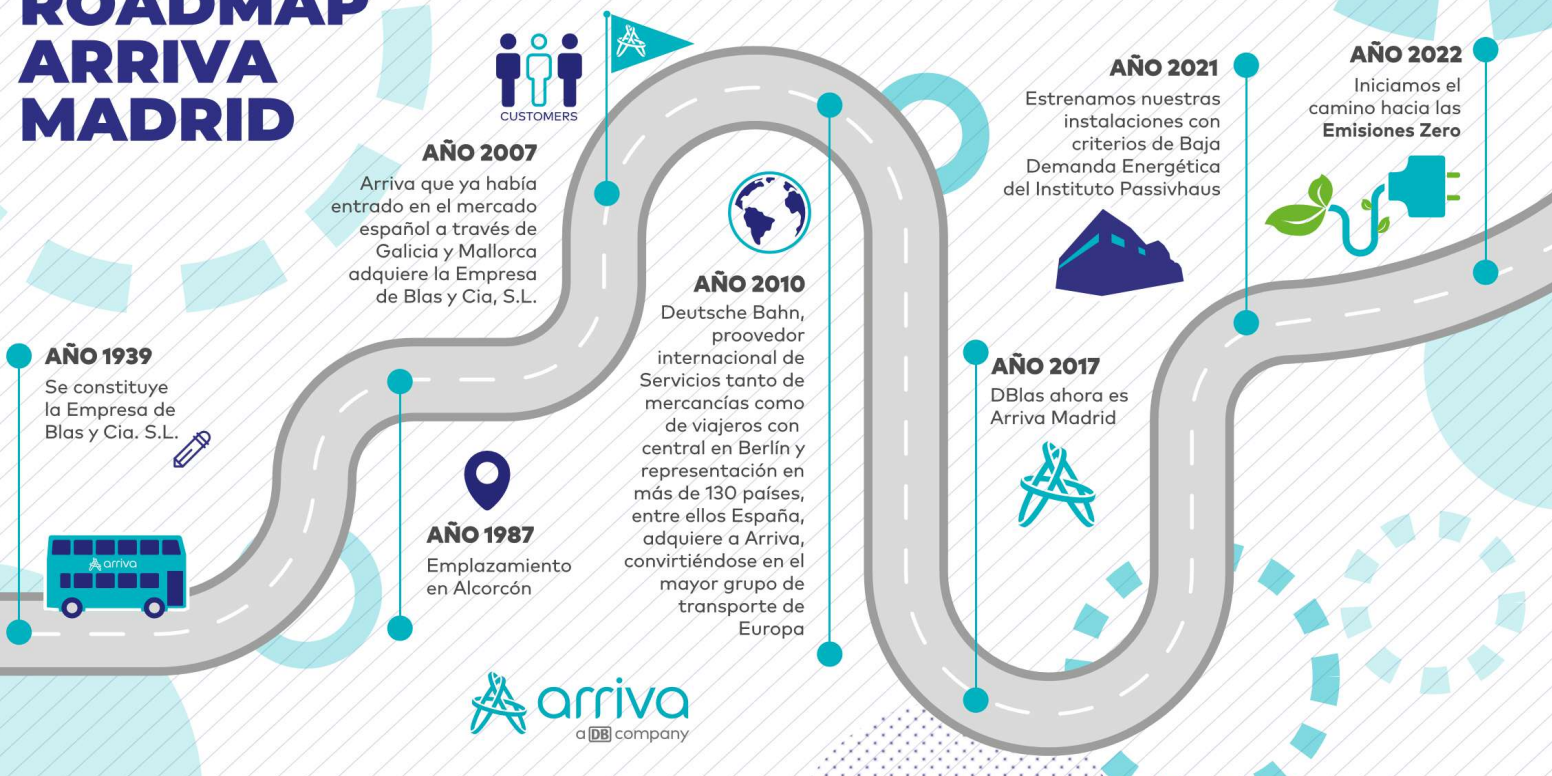 ROADMAP
ARRIVA
MADRID
AÑO 1939
Se constituye
la Empresa de
Blas y Cia. S.L.
arriva
AÑO 1987
Emplazamiento
en Alcorcón
CUSTOMERS
AÑO 2007
Arriva que ya había
entrado en el mercado
español a través de
Galicia y Mallorca
adquiere la Empresa
de Blas y Cia, S.L.
AÑO 2010
Deutsche Bahn,
proovedor
internacional de
Servicios tanto de
mercancías como
de viajeros con
central en Berlín y
representación en
más de 130 países,
entre ellos España,
adquiere a Arriva,
convirtiéndose en el
mayor grupo de
transporte de
Europa
AÑO 2017
DBlas ahora es
Arriva Madrid
AÑO 2021
Estrenamos nuestras
instalaciones con
criterios de Baja
Demanda Energética
del Instituto Passivhaus
AÑO 2022
Iniciamos el
camino hacia las
Emisiones Zero
arriva
a DB company